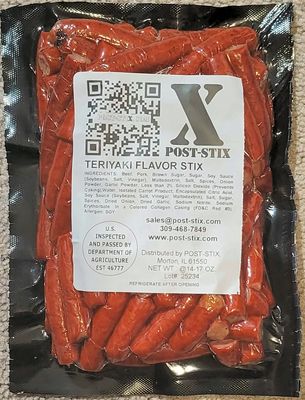 X
POST-STIX
TERIYAKI FLAVOR STIX
Ingredients: Beef, Pork, Brown Sugar, Sugar, Soy Sauce
(Soybeans, Salt, Vinegar), Maltodextrin, Salt, Spices, Onion
Powder, Garlic Powder, Less than 2% Silicon Dioxide (Prevents
Caking) Water, Isolated Carrot Product, Encapsulated Citric Acid,
Soy Sauce (Soybeans, Salt, Vinegar, Maltodextrin), Salt, Sugar,
Spices, Dried Onion, Dried Garlic, Sodium Nitrite, Sodium
Erythorbate In a Colored Collagen Casing (FD&C Red #3)
Allergen: SOY
sales@post-stix.com
309-468-7849
www.post-stix.com
U.S.
INSPECTED
AND PASSED BY
DEPARTMENT OF
AGRICULTURE
EST 46777
Distributed by POST-STIX
Morton, IL 61550
NET WT @14-17 OZ.
Lot# 25234
REFRIGERATE AFTER OPENING